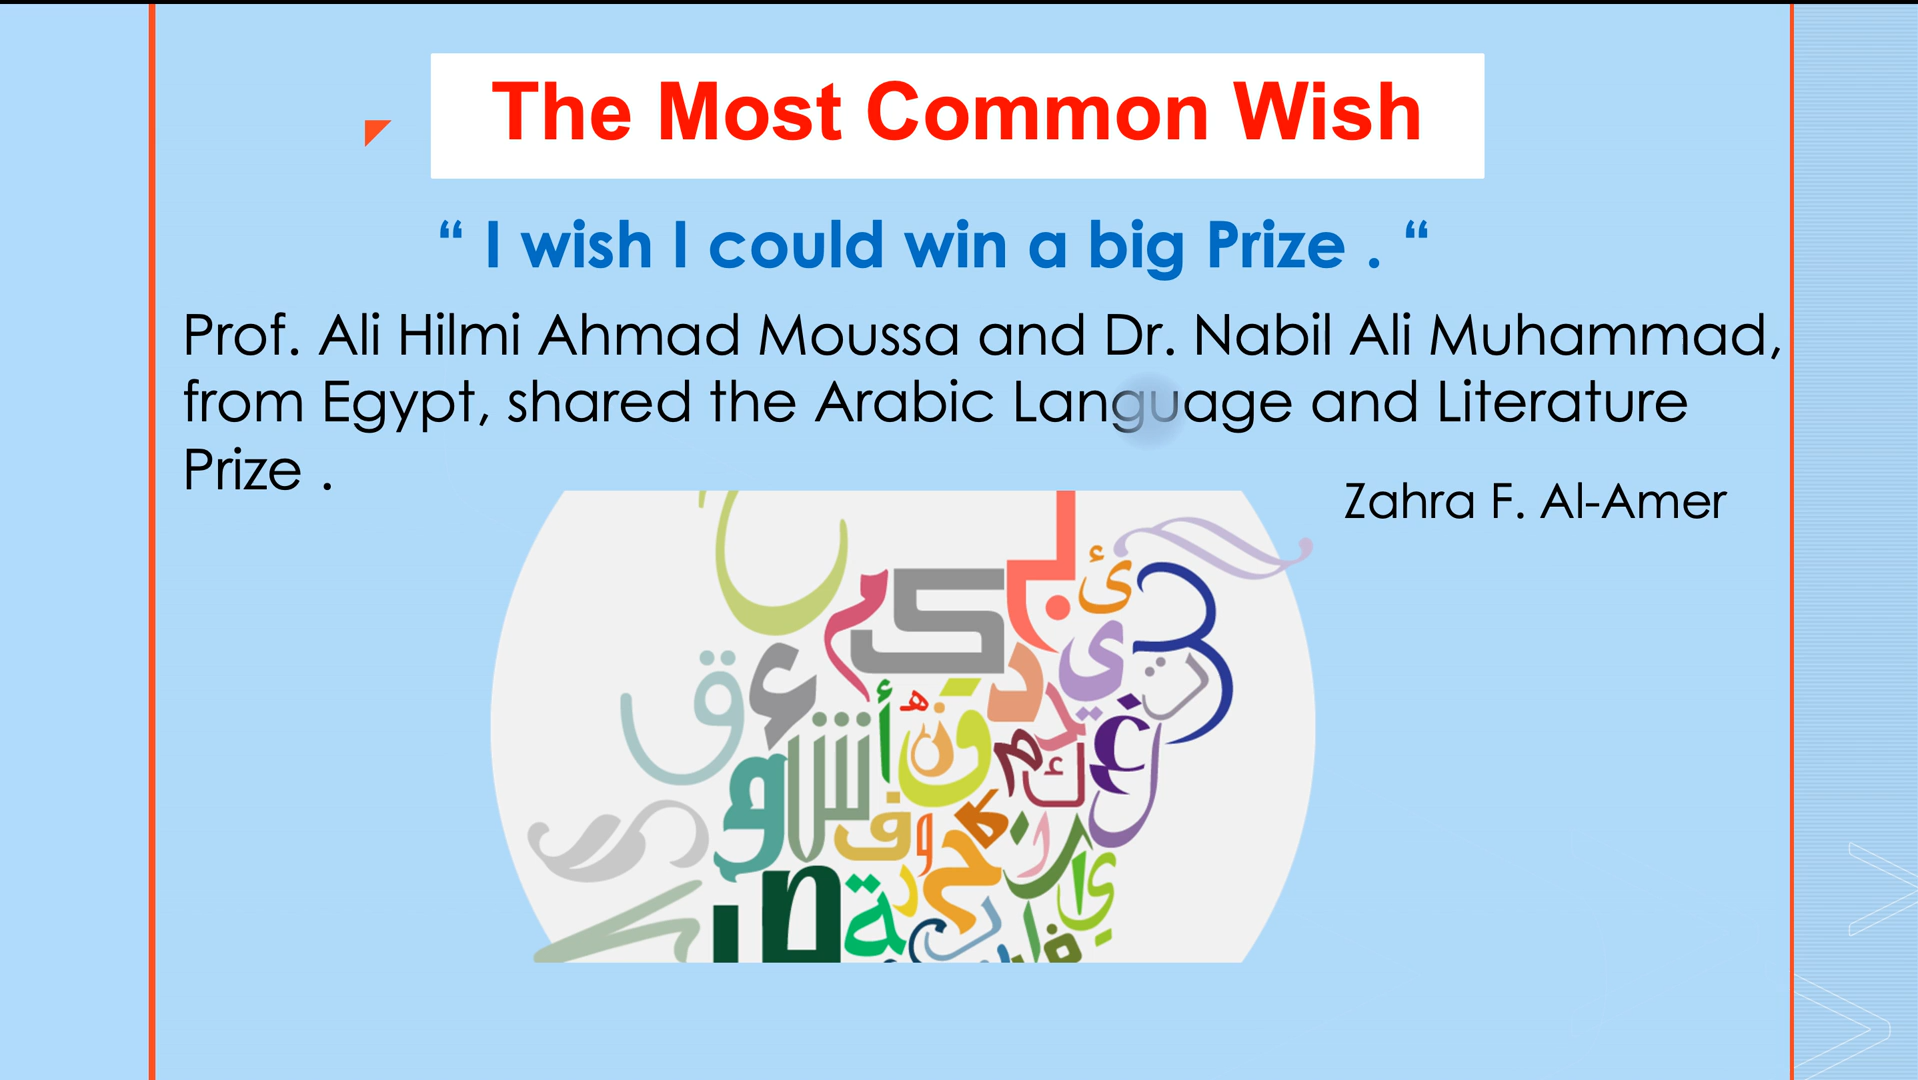 The Most Common Wish
“ I wish I could win a big Prize . “
Prof. Ali Hilmi Ahmad Moussa and Dr. Nabil Ali Muhammad,
from Egypt, shared the Arabic Language and Literature
Prize .
Zahra F. Al-Amer